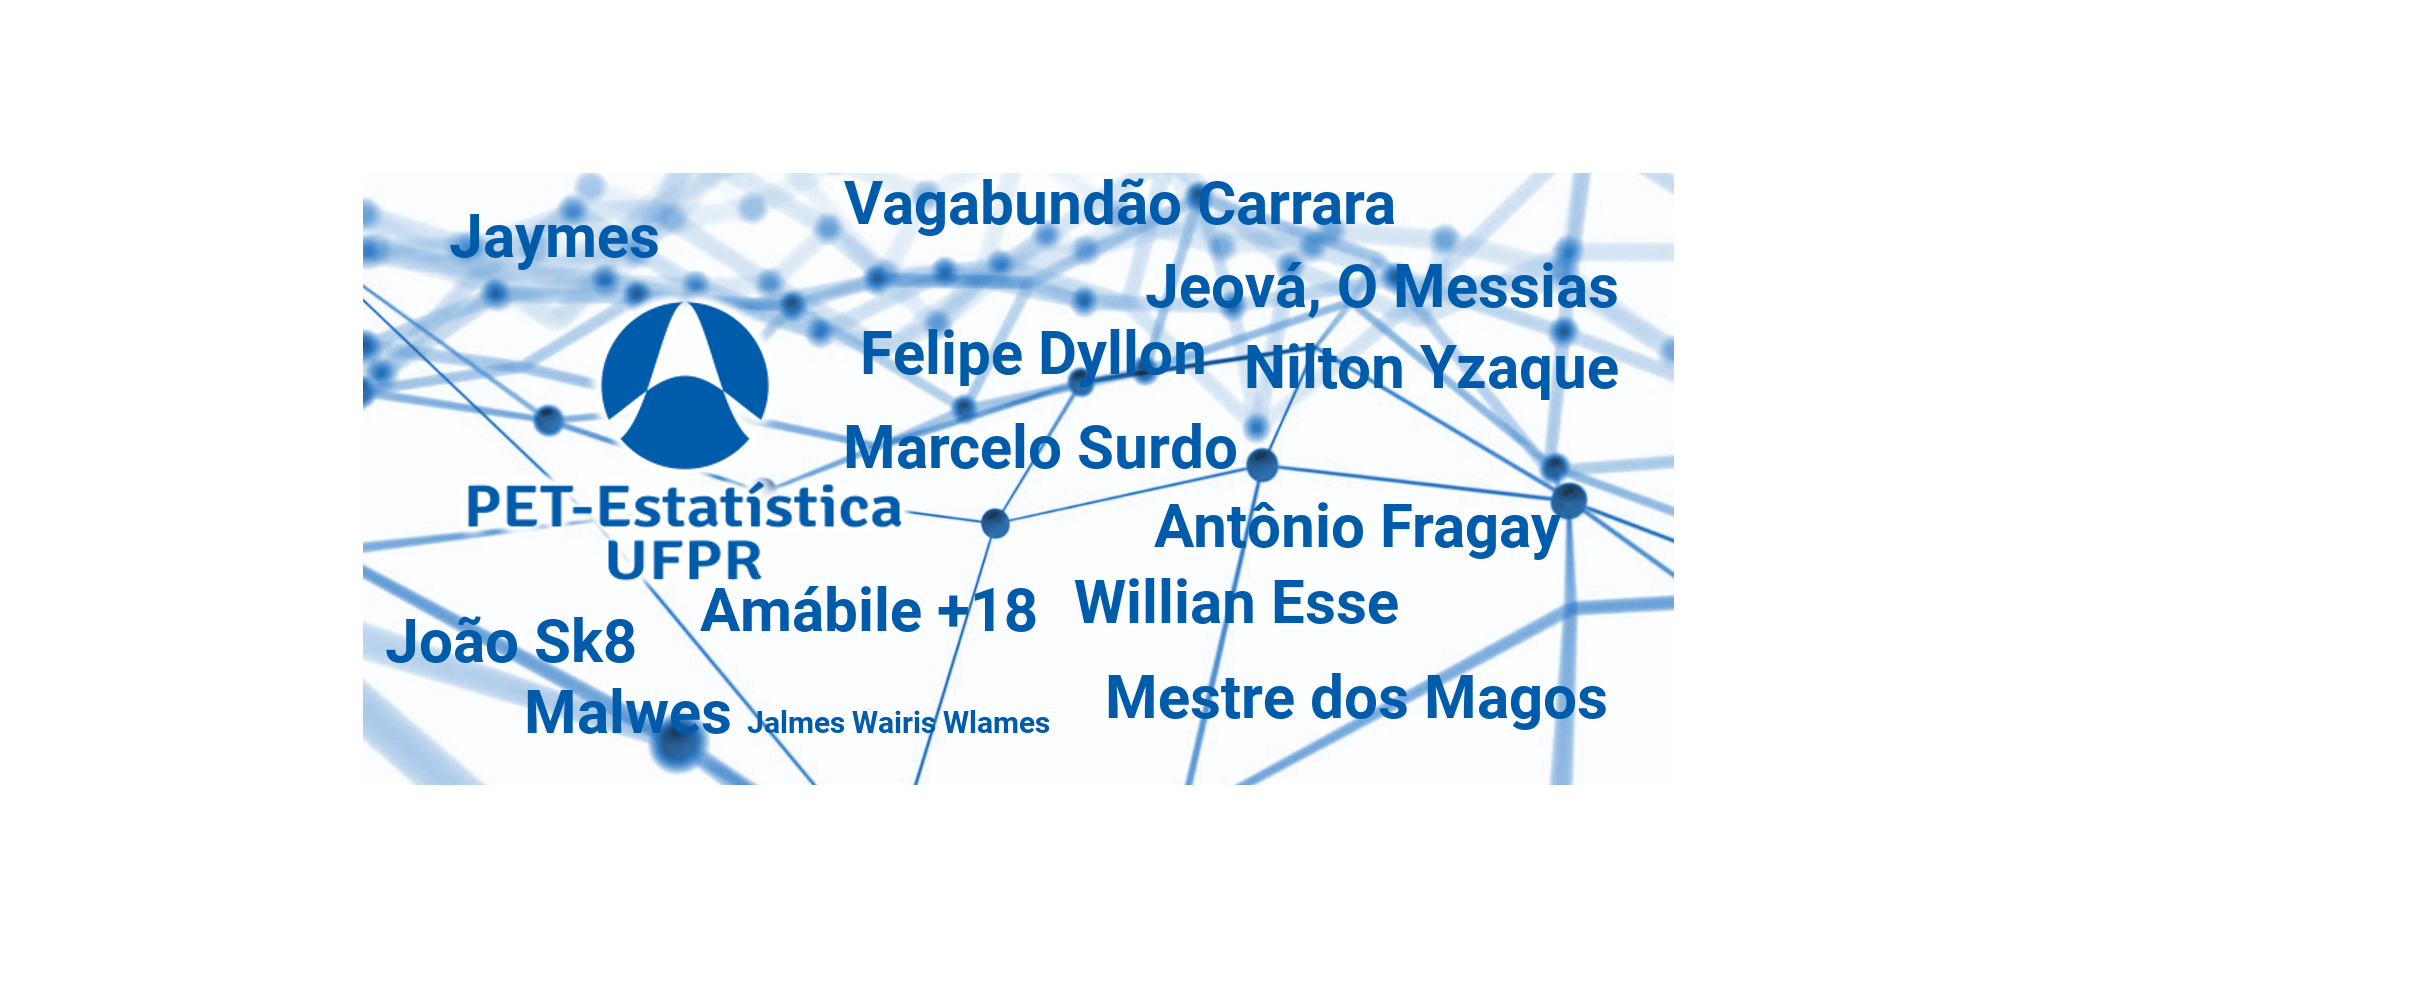 Vagabundão Carrara
Jaymes
Jeová, O Messias
Felipe Dyllon
Nilton Yzaque
Marcelo Surdo
PET-Estatística
UFPR
Antônio Fragay
Amábile +18
Willian Esse
João Sk8
Malwes
Jalmes Wairis Wlames
Mestre dos Magos